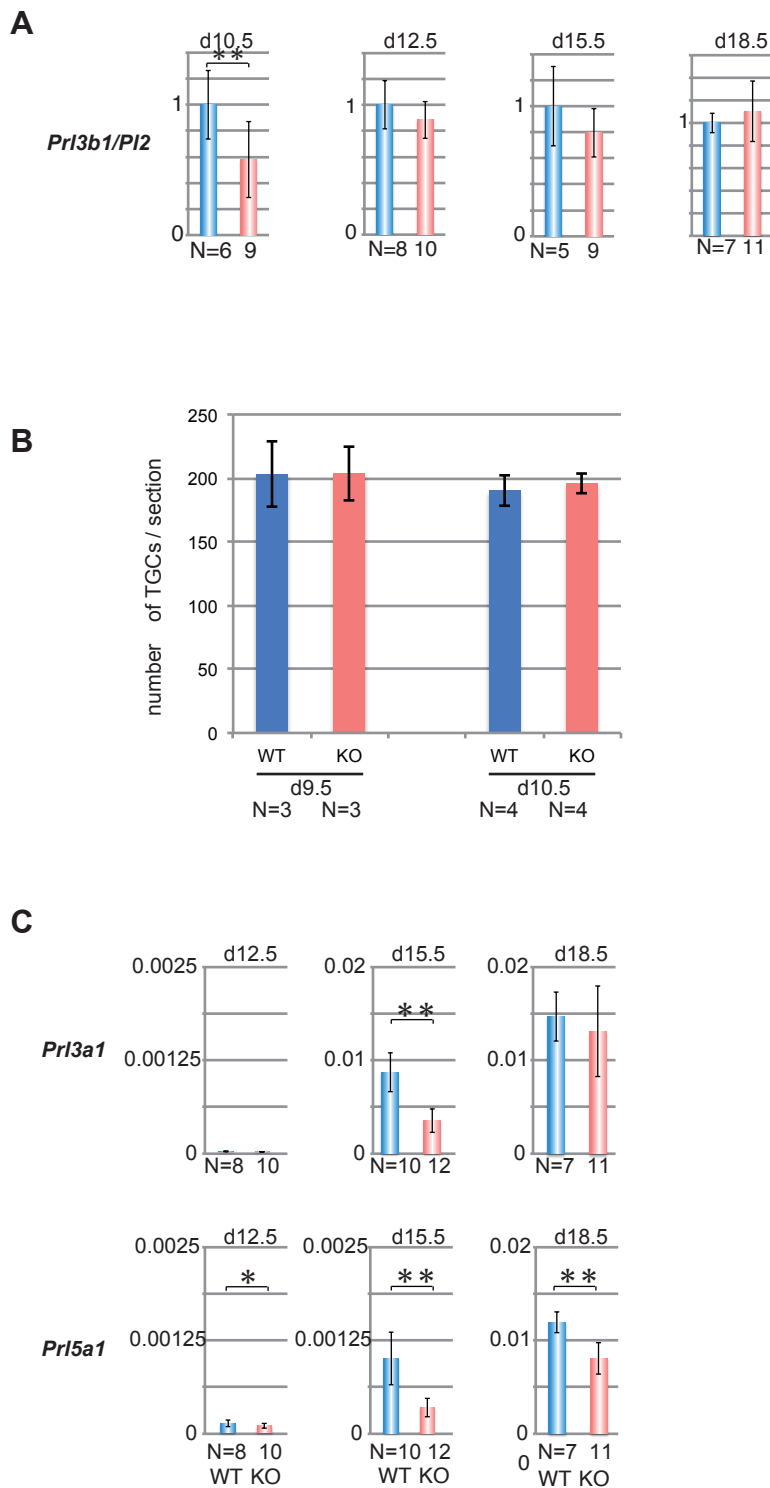 A
d10.5 d12.5 d15.5 d18.5
**
1 1 1 1
Prl3b1/Pl2
0 0 0 0
N=6 9 N=8 10 N=5 9 N=7 11
B
250
200
150
100
50
0
number of TGCs / section
WT KO WT KO
d9.5 d10.5
N=3 N=3 N=4 N=4
C
d12.5 d15.5 d18.5
0.0025 0.02 0.02
**
Prl3a1
0.00125 0.01 0.01
0 0 0
N=8 10 N=10 12 N=7 11
d12.5 d15.5 d18.5
0.0025 0.0025 0.02
* ** **
Prl5a1
0.00125 0.00125 0.01
0 0 0
N=8 10 N=10 12 N=7 11
0
WT KO WT KO WT KO